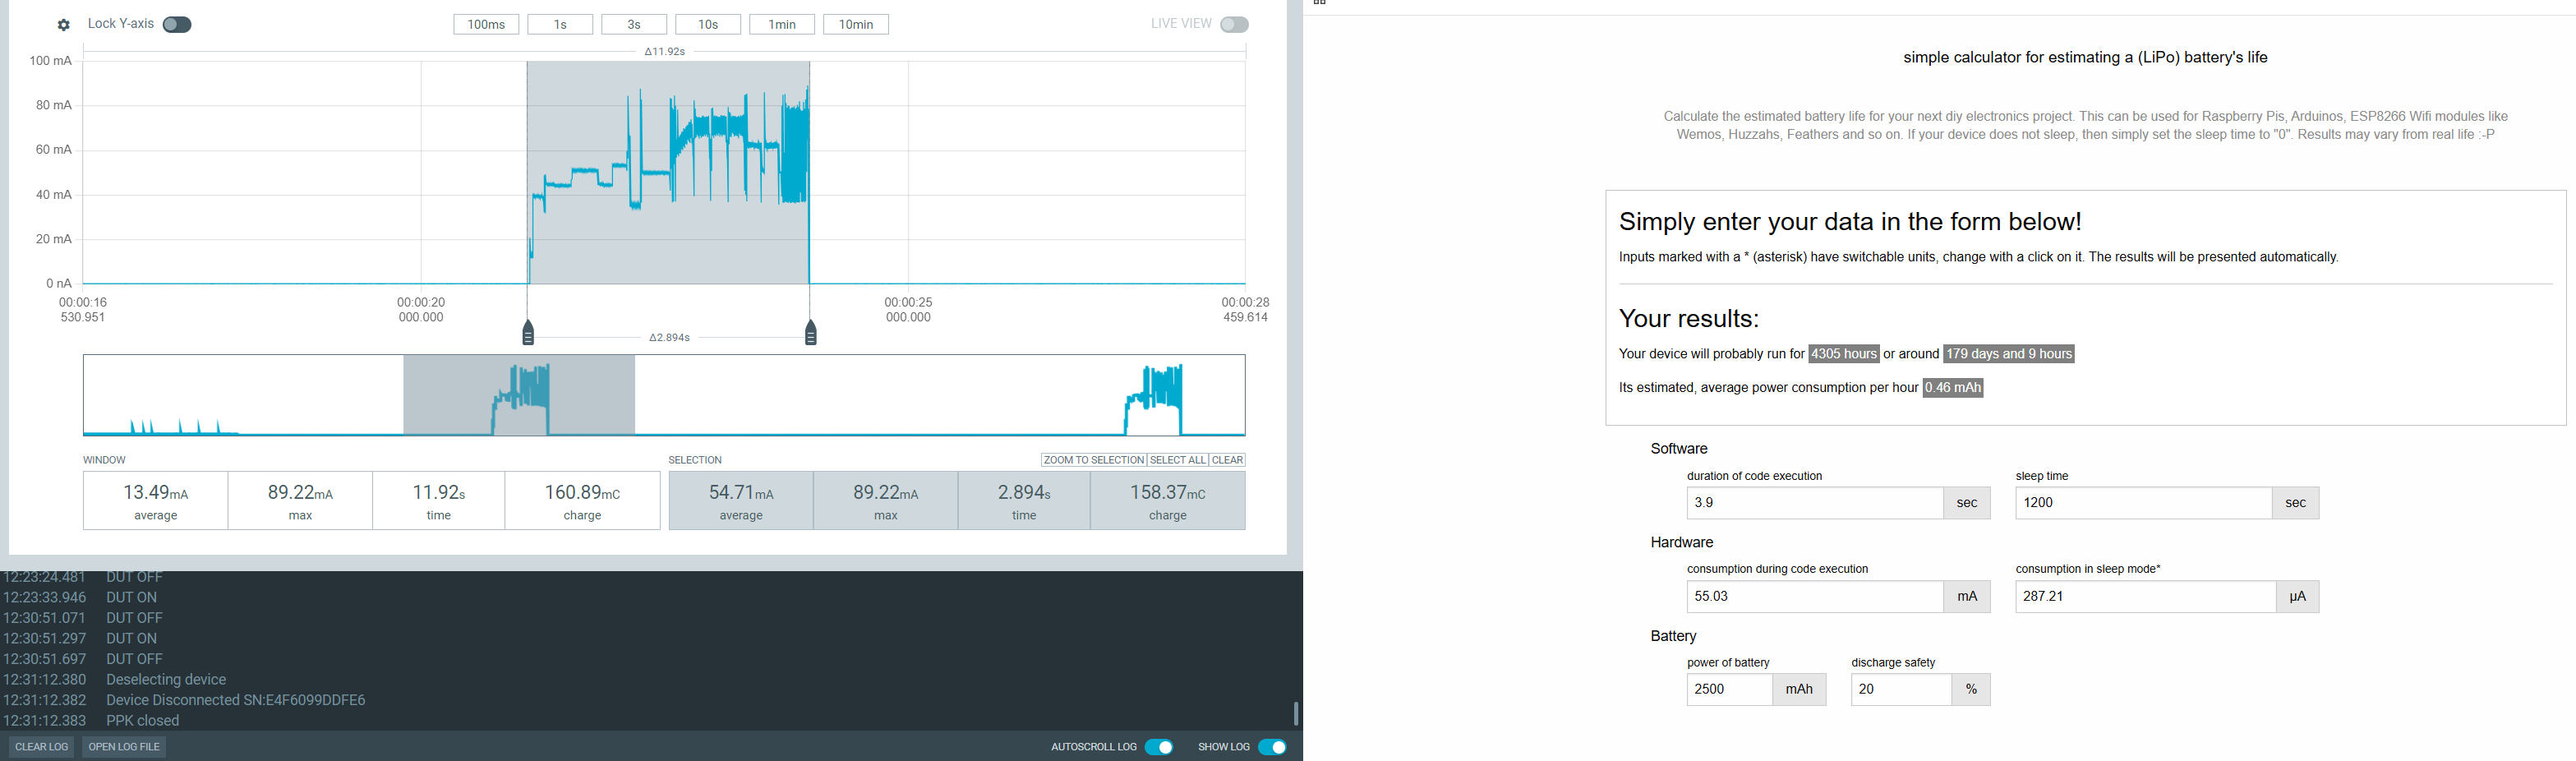 Lock Y-axis
100ms 1s 3s 10s 1min 10min
LIVE VIEW
Δ11.92s
100 mA
80 mA
60 mA
40 mA
20 mA
0 nA
00:00:16 00:00:20 00:00:25 00:00:28
530.951 000.000 000.000 459.614
Δ2.894s
WINDOW
13.49mA 89.22mA 11.92s 160.89mC
average max time charge
SELECTION
ZOOM TO SELECTION SELECT ALL CLEAR
54.71mA 89.22mA 2.894s 158.37mC
average max time charge
12:23:24.481 DUT OFF
12:23:33.946 DUT ON
12:30:51.071 DUT OFF
12:30:51.297 DUT ON
12:30:51.697 DUT OFF
12:31:12.380 Deselecting device
12:31:12.382 Device Disconnected SN:E4F6099DDFE6
12:31:12.383 PPK closed
CLEAR LOG OPEN LOG FILE
AUTOSCROLL LOG SHOW LOG
simple calculator for estimating a (LiPo) battery's life
Calculate the estimated battery life for your next diy electronics project. This can be used for Raspberry Pis, Arduinos, ESP8266 Wifi modules like
Wemos, Huzzahs, Feathers and so on. If your device does not sleep, then simply set the sleep time to "0". Results may vary from real life :-P
Simply enter your data in the form below!
Inputs marked with a * (asterisk) have switchable units, change with a click on it. The results will be presented automatically.
Your results:
Your device will probably run for 4305 hours or around 179 days and 9 hours
Its estimated, average power consumption per hour 0.46 mAh
Software
duration of code execution sleep time
3.9 sec 1200 sec
Hardware
consumption during code execution consumption in sleep mode*
55.03 mA 287.21 µA
Battery
power of battery discharge safety
2500 mAh 20 %